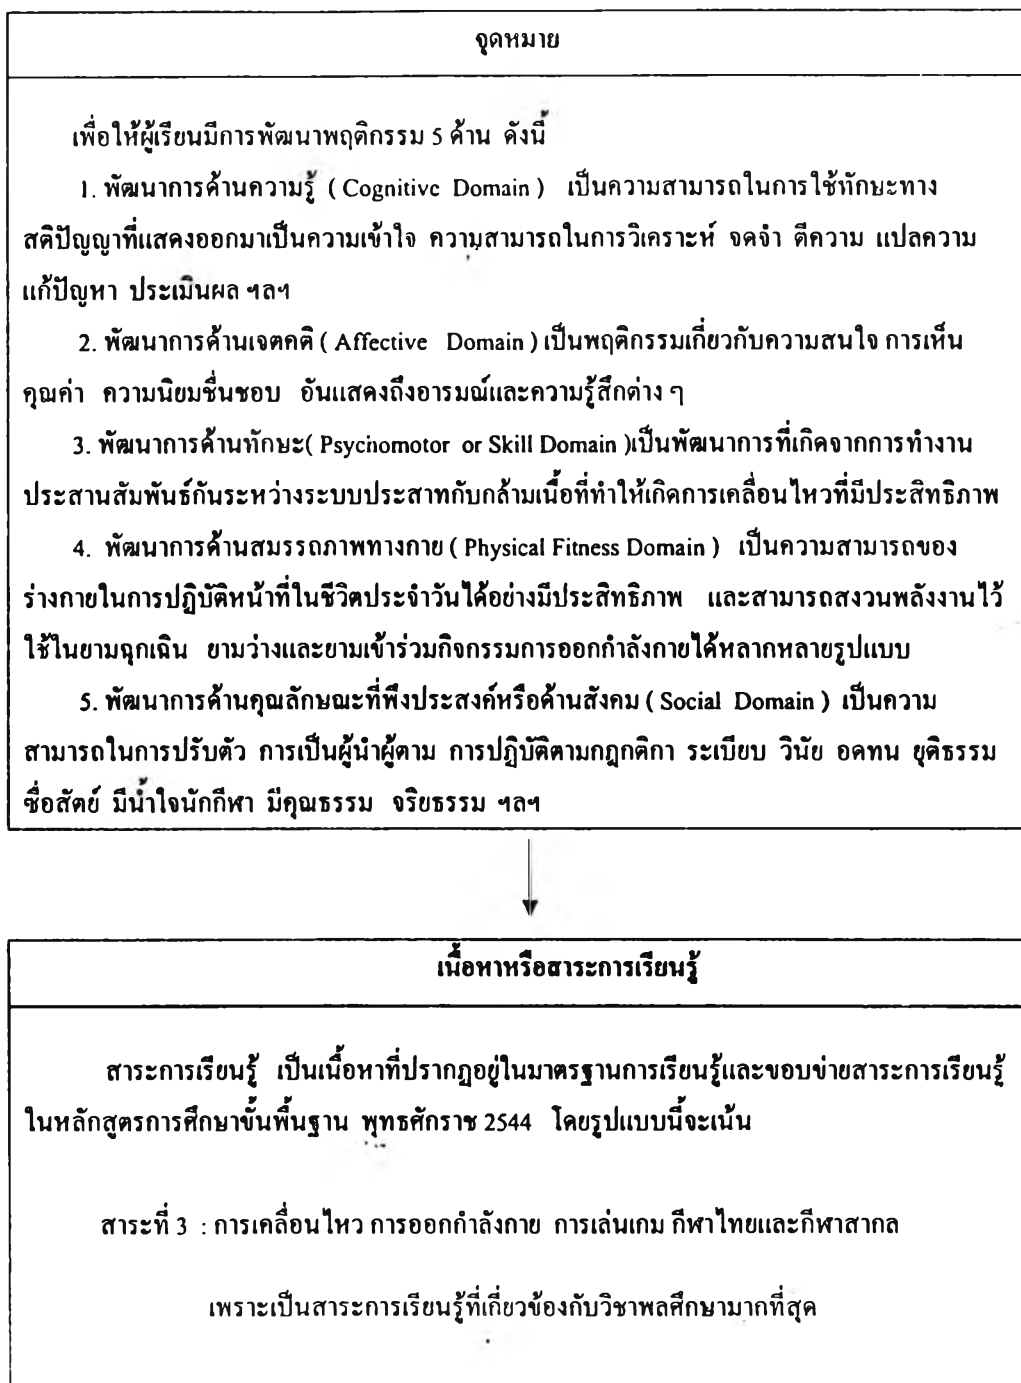 จุดหมาย
เพื่อให้ผู้เรียนมีการพัฒนาพฤติกรรม 5 ด้าน ดังนี้
1. พัฒนาการด้านความรู้ ( Cognitive Domain ) เป็นความสามารถในการใช้ทักษะทาง
สติปัญญาที่แสดงออกมาเป็นความเข้าใจ ความสามารถในการวิเคราะห์ จดจำ ตีความ แปลความ
แก้ปัญหา ประเมินผล ฯลฯ
2. พัฒนาการด้านเจตคติ ( Affective Domain ) เป็นพฤติกรรมเกี่ยวกับความสนใจ การเห็น
คุณค่า ความนิยมชื่นชอบ อันแสดงถึงอารมณ์และความรู้สึกต่าง ๆ
3. พัฒนาการด้านทักษะ( Psychomotor or Skill Domain )เป็นพัฒนาการที่เกิดจากการทำงาน
ประสานสัมพันธ์กันระหว่างระบบประสาทกับกล้ามเนื้อที่ทำให้เกิดการเคลื่อนไหวที่มีประสิทธิภาพ
4. พัฒนาการด้านสมรรถภาพทางกาย ( Physical Fitness Domain ) เป็นความสามารถของ
ร่างกายในการปฏิบัติหน้าที่ในชีวิตประจำวันได้อย่างมีประสิทธิภาพ และสามารถสงวนพลังงานไว้
ใช้ในยามฉุกเฉิน ยามว่างและยามเข้าร่วมกิจกรรมการออกกำลังกายได้หลากหลายรูปแบบ
5. พัฒนาการด้านคุณลักษณะที่พึงประสงค์หรือด้านสังคม ( Social Domain ) เป็นความ
สามารถในการปรับตัว การเป็นผู้นำผู้ตาม การปฏิบัติตามกฎกติกา ระเบียบ วินัย อดทน ยุติธรรม
ซื่อสัตย์ มีน้ำใจนักกีฬา มีคุณธรรม จริยธรรม ฯลฯ
เนื้อหาหรือสาระการเรียนรู้
สาระการเรียนรู้ เป็นเนื้อหาที่ปรากฏอยู่ในมาตรฐานการเรียนรู้และขอบข่ายสาระการเรียนรู้
ในหลักสูตรการศึกษาขั้นพื้นฐาน พุทธศักราช 2544 โดยรูปแบบนี้จะเน้น
สาระที่ 3 : การเคลื่อนไหว การออกกำลังกาย การเล่นเกม กีฬาไทยและกีฬาสากล
เพราะเป็นสาระการเรียนรู้ที่เกี่ยวข้องกับวิชาพลศึกษามากที่สุด